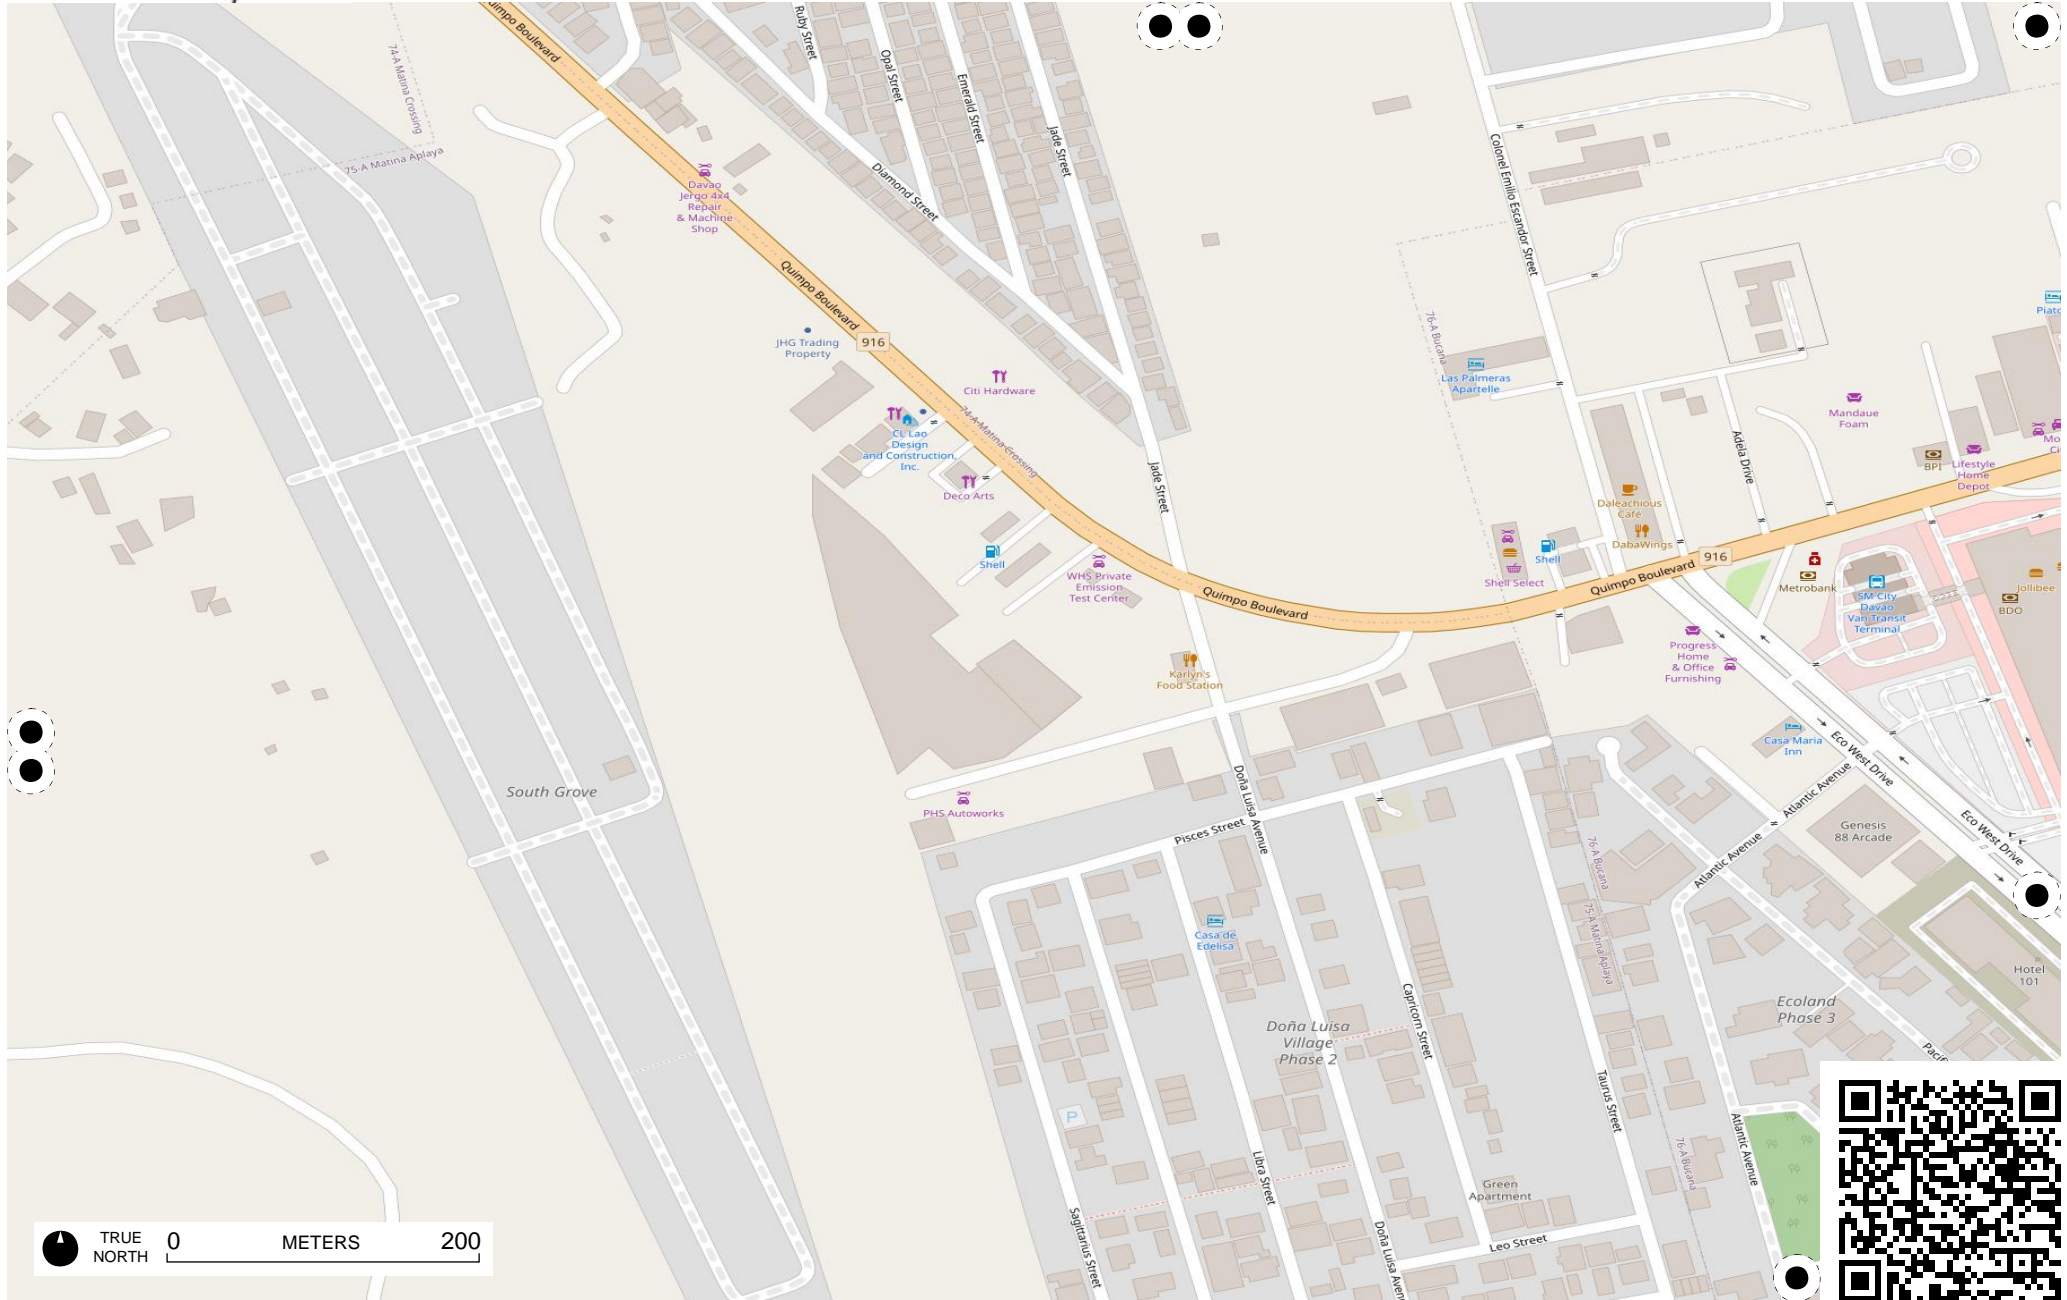 Quimpo Boulevard
Ruby Street
Opal Street
Emerald Street
Jade Street
74-A Matina Crossing
75-A Matina Aplaya
Colonel Emilio Escandor Street
Davao
Jergo 4x4
Repair
& Machine
Shop
Diamond Street
Quimpo Boulevard
916
JHG Trading
Property
Citi Hardware
74-A Matina Crossing
CL Lao
Design
and Construction,
Inc.
Deco Arts
Jade Street
76-A Bucana
Las Palmeras
Apartelle
Adela Drive
Mandaue
Foam
BPI
Lifestyle
Home
Depot
Daleachious
Café
DabaWings
Shell
WHS Private
Emission
Test Center
Shell
Shell Select
Quimpo Boulevard
Quimpo Boulevard
916
Metrobank
SM City
Davao
Van Transit
Terminal
Jollibee
BDO
Karlyn's
Food Station
Progress
Home
& Office
Furnishing
Casa Maria
Inn
Eco West Drive
Atlantic Avenue
Eco West Drive
South Grove
PHS Autoworks
Pisces Street
Doña Luisa Avenue
76-A Bucana
75-A Matina Aplaya
Atlantic Avenue
Genesis
88 Arcade
Casa de
Edelisa
Hotel
101
Doña Luisa
Village
Phase 2
Capricorn Street
Ecoland
Phase 3
P
Taurus Street
Atlantic Avenue
76-A Bucana
Libra Street
Green
Apartment
Sagittarius Street
Doña Luisa Aven
Leo Street
TRUE
NORTH
0
METERS
200